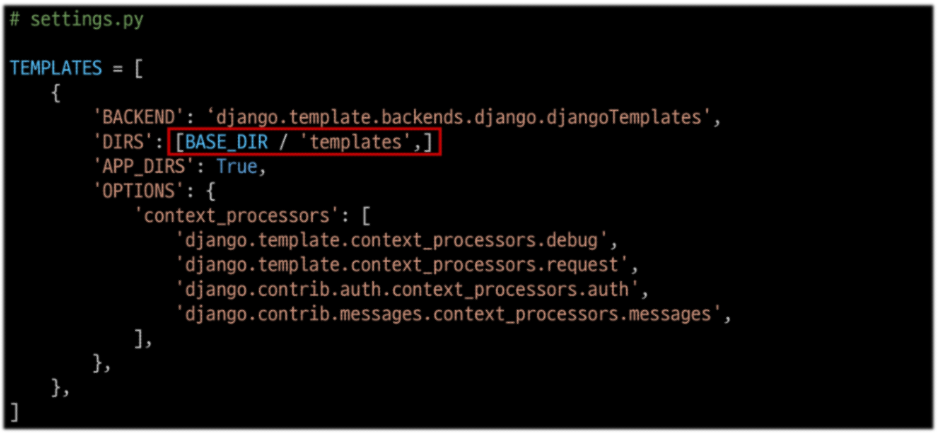 # settings.py
TEMPLATES = [
    {
        'BACKEND': ‘django.template.backends.django.djangoTemplates',
        'DIRS': [BASE_DIR / 'templates',]
        'APP_DIRS': True,
        'OPTIONS': {
            'context_processors': [
                'django.template.context_processors.debug',
                'django.template.context_processors.request',
                'django.contrib.auth.context_processors.auth',
                'django.contrib.messages.context_processors.messages',
            ],
        },
    },
]